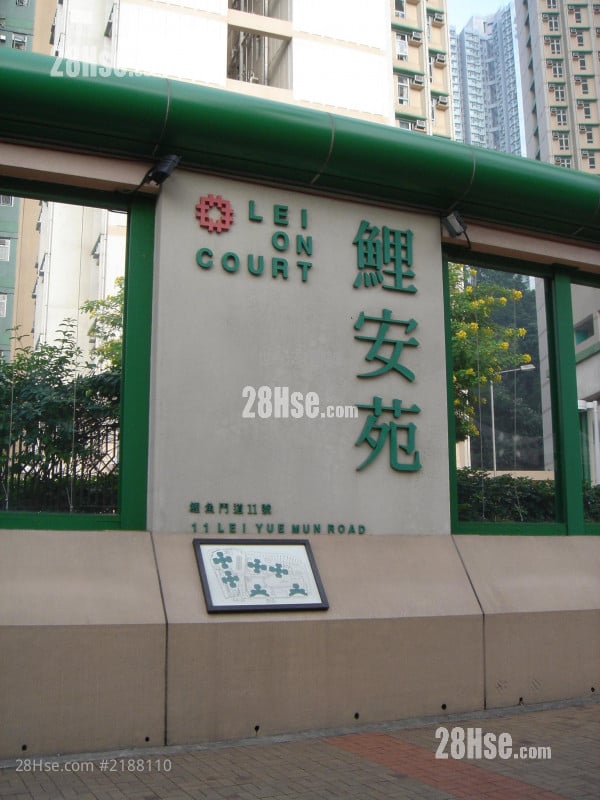 28Hse.com
LEI
ON
COURT
鯉安苑
28Hse.com
鯉魚門道11號
11 LEI YUE MUN ROAD
28Hse.com
28Hse.com #2188110